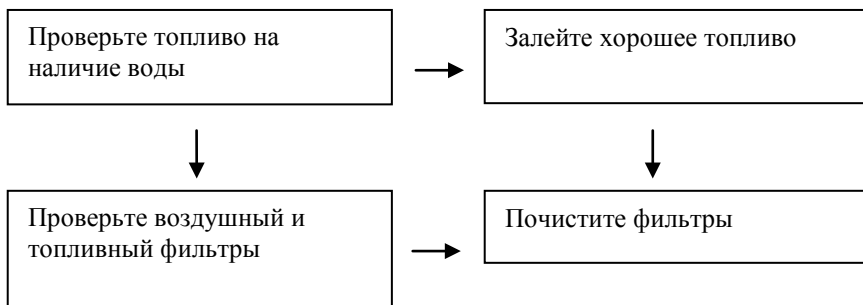 Проверьте топливо на
наличие воды
Залейте хорошее топливо
Проверьте воздушный и
топливный фильтры
Почистите фильтры